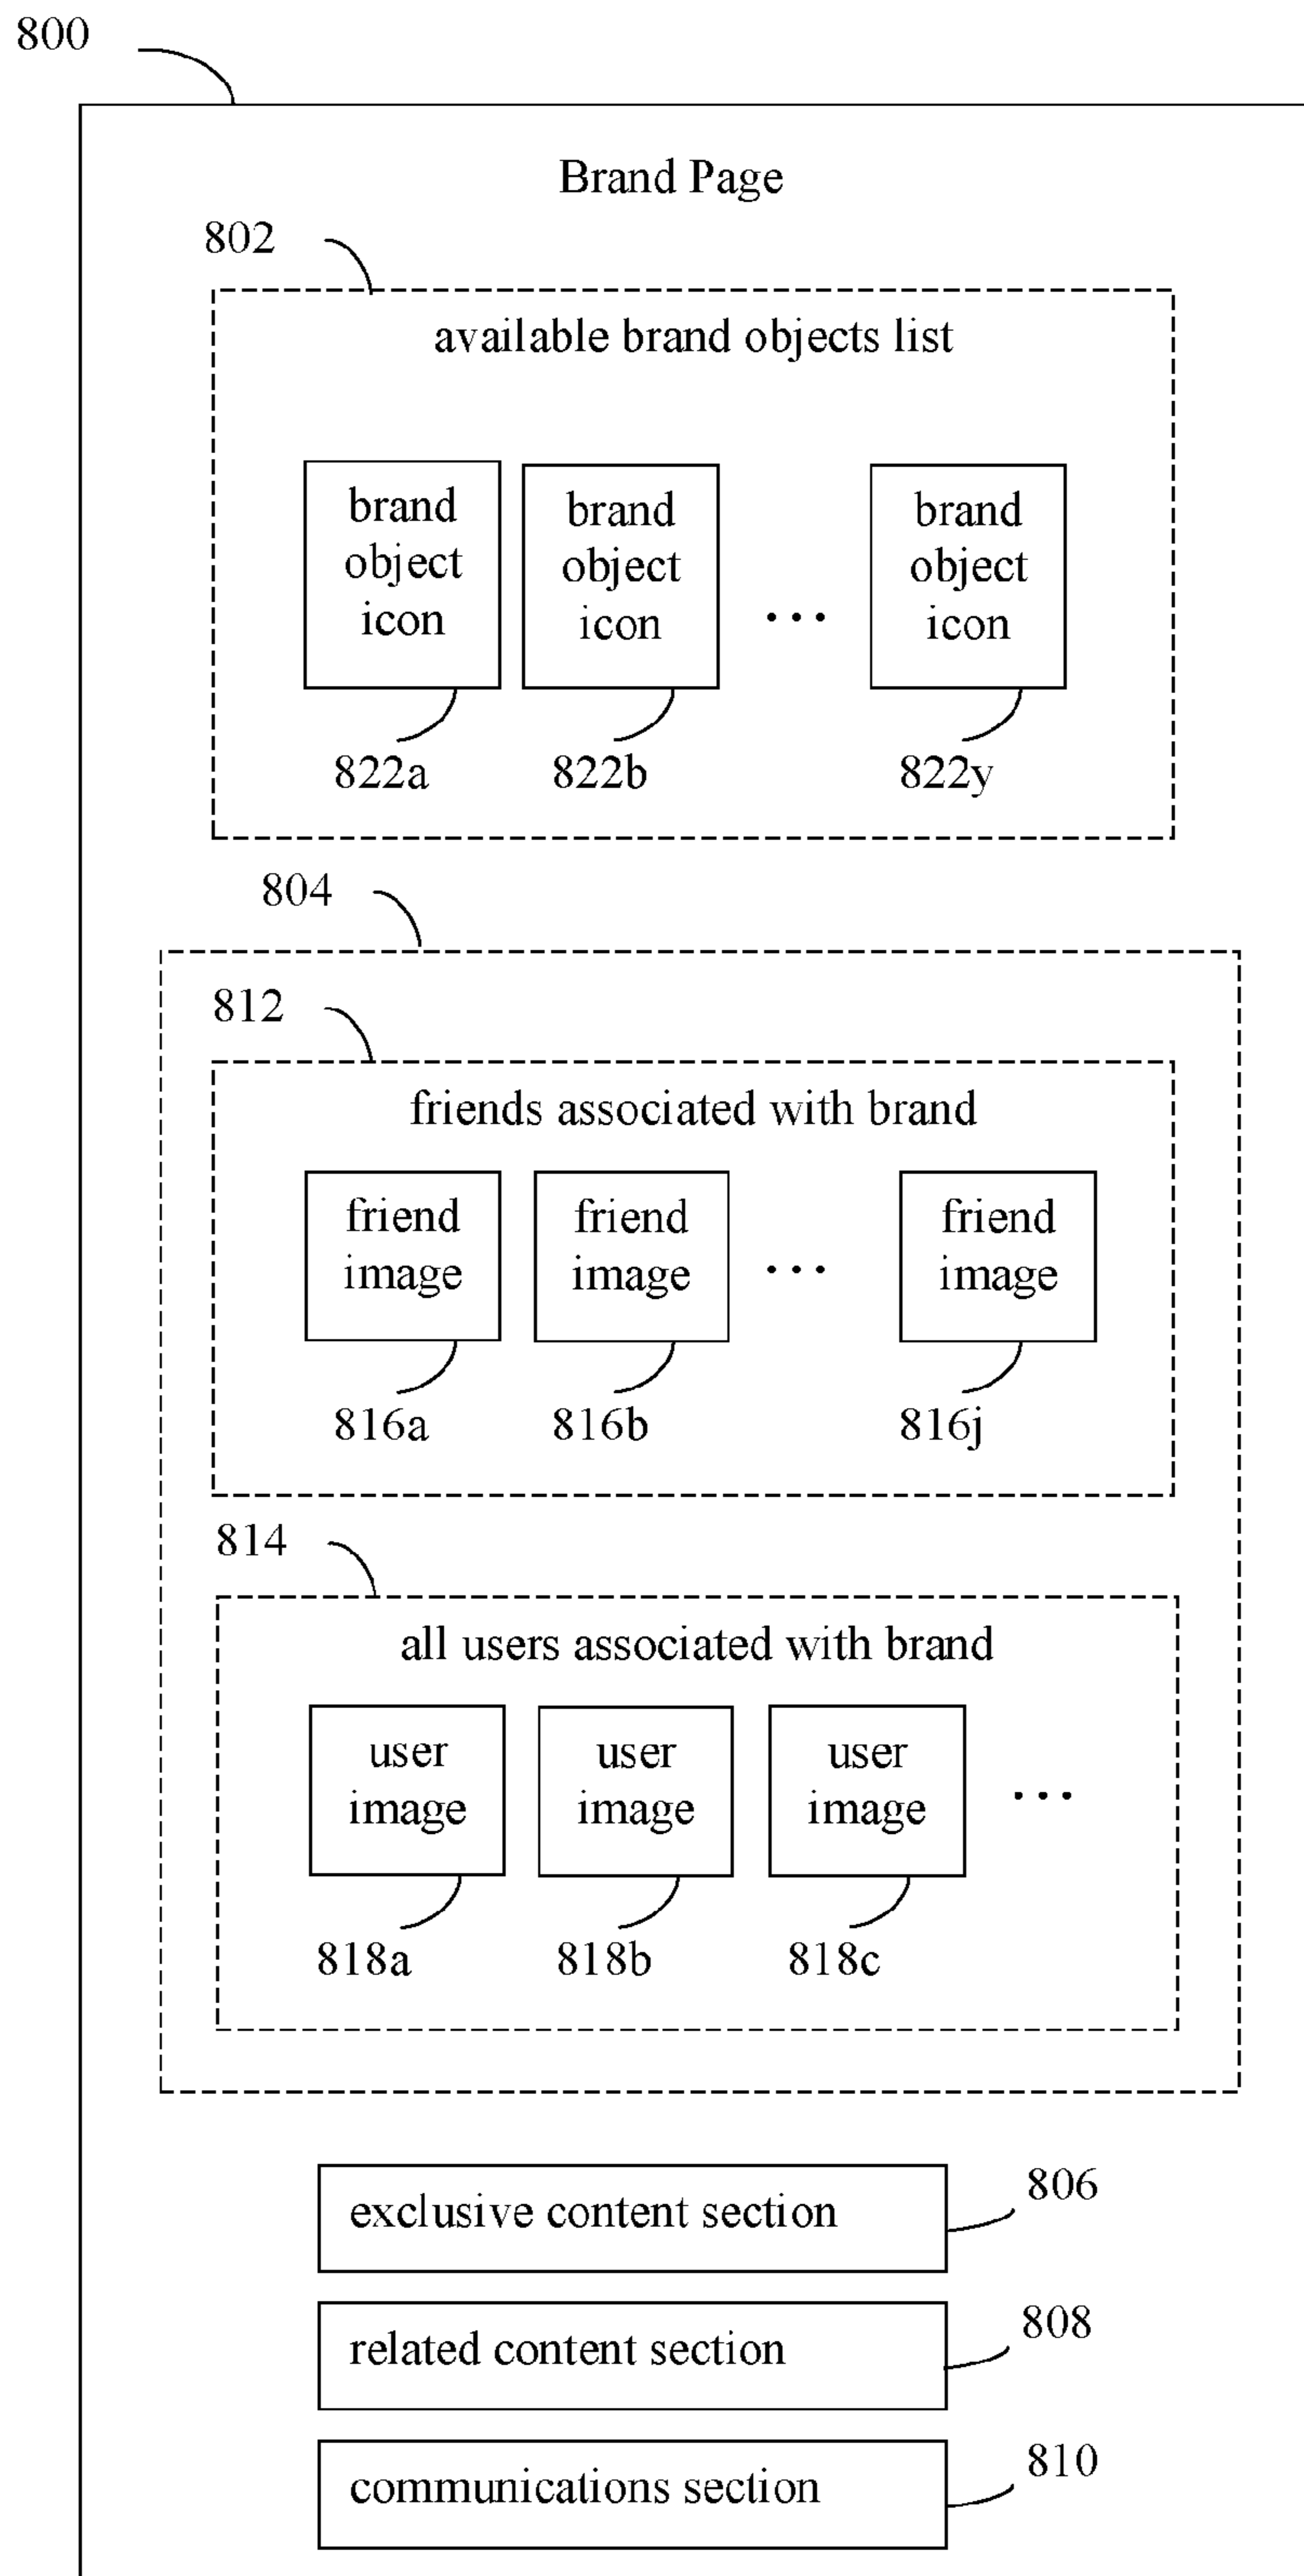 800
Brand Page
802
available brand objects list
brand
object
icon
brand
object
icon
...
brand
object
icon
822a
822b
822y
804
812
friends associated with brand
friend
image
friend
image
...
friend
image
816a
816b
816j
814
all users associated with brand
user
image
user
image
user
image
...
818a
818b
818c
exclusive content section
806
related content section
808
communications section
810